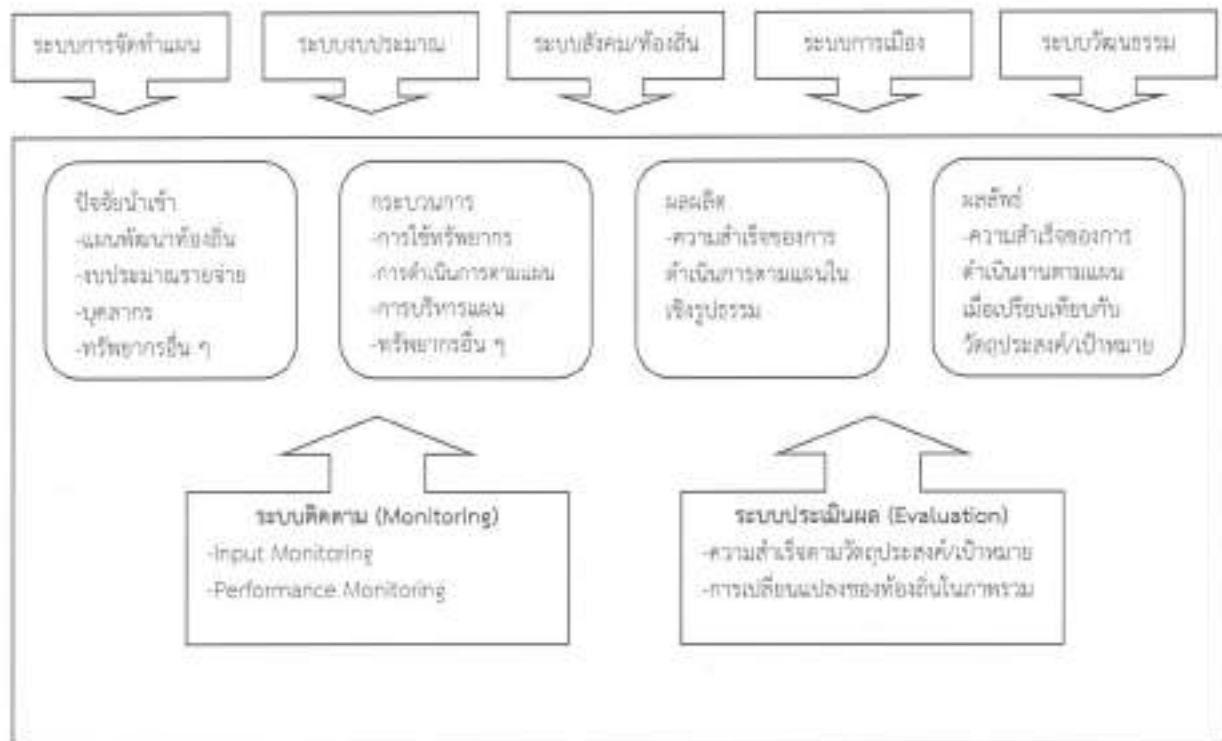 ระบบการจัดทำแผน
ระบบงบประมาณ
ระบบสังคม/ท้องถิ่น
ระบบการเมือง
ระบบวัฒนธรรม
ปัจจัยนำเข้า
-แผนพัฒนาท้องถิ่น
-งบประมาณรายจ่าย
-บุคลากร
-ทรัพยากรอื่น ๆ
กระบวนการ
-การใช้ทรัพยากร
-การดำเนินการตามแผน
-การบริหารแผน
-ทรัพยากรอื่น ๆ
ผลผลิต
-ความสำเร็จของการ
ดำเนินการตามแผนใน
เชิงรูปธรรม
ผลลัพธ์
-ความสำเร็จของการ
ดำเนินงานตามแผน
เมื่อเปรียบเทียบกับ
วัตถุประสงค์/เป้าหมาย
ระบบติดตาม (Monitoring)
-Input Monitoring
-Performance Monitoring
ระบบประเมินผล (Evaluation)
-ความสำเร็จตามวัตถุประสงค์/เป้าหมาย
-การเปลี่ยนแปลงของท้องถิ่นในภาพรวม